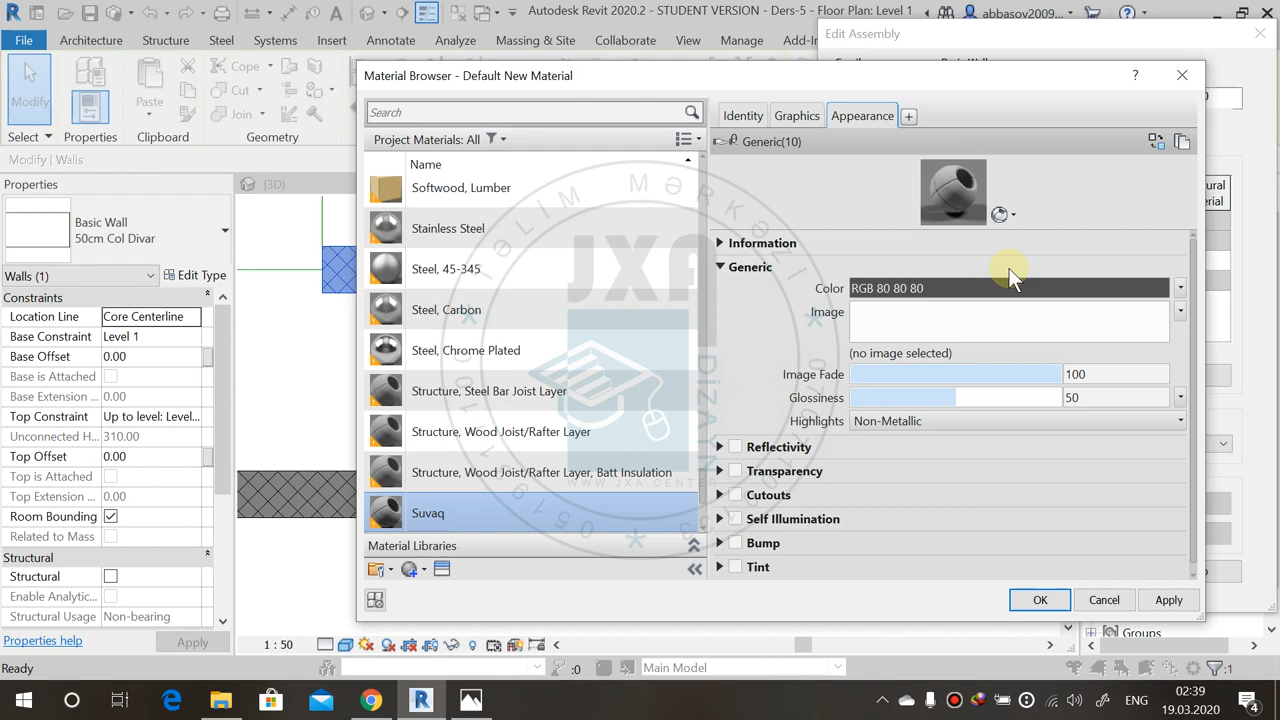 Autodesk Revit 2020.2 - STUDENT VERSION - Ders-5 - Floor Plan: Level 1
abbasov2009...
File Architecture Structure Steel Systems Insert Annotate Analyze Massing & Site Collaborate View Manage Add-
Edit Assembly
Modify
Select
Properties
Paste
Clipboard
Cope
Cut
Join
Geometry
Modify | Walls
Properties
Basic Wall
50cm Col Divar
Walls (1)
Edit Type
Constraints
Location Line Core Centerline
Base Constraint Level 1
Base Offset 0.00
Base is Attached
Base Extension ... 0.00
Top Constraint Up to level: Level...
Unconnected H... 310.00
Top Offset 0.00
Top is Attached
Top Extension ... 0.00
Room Bounding
Related to Mass
Structural
Structural
Enable Analytic...
Structural Usage Non-bearing
Properties help
Apply
{3D}
Material Browser - Default New Material
Search
Project Materials: All
Name
Softwood, Lumber
Stainless Steel
Steel, 45-345
Steel, Carbon
Steel, Chrome Plated
Structure, Steel Bar Joist Layer
Structure, Wood Joist/Rafter Layer
Structure, Wood Joist/Rafter Layer, Batt Insulation
Suvaq
Material Libraries
Identity Graphics Appearance
Generic(10)
Information
Generic
Color RGB 80 80 80
Image
(no image selected)
Image Fade 100
Glossiness 50
Highlights Non-Metallic
Reflectivity
Transparency
Cutouts
Self Illumination
Bump
Tint
OK Cancel Apply
JXA
DIZAYN
WWW.JXA.CENTER
1 : 50
Groups
Ready
:0
Main Model
:1
ENG
02:39
19.03.2020
4